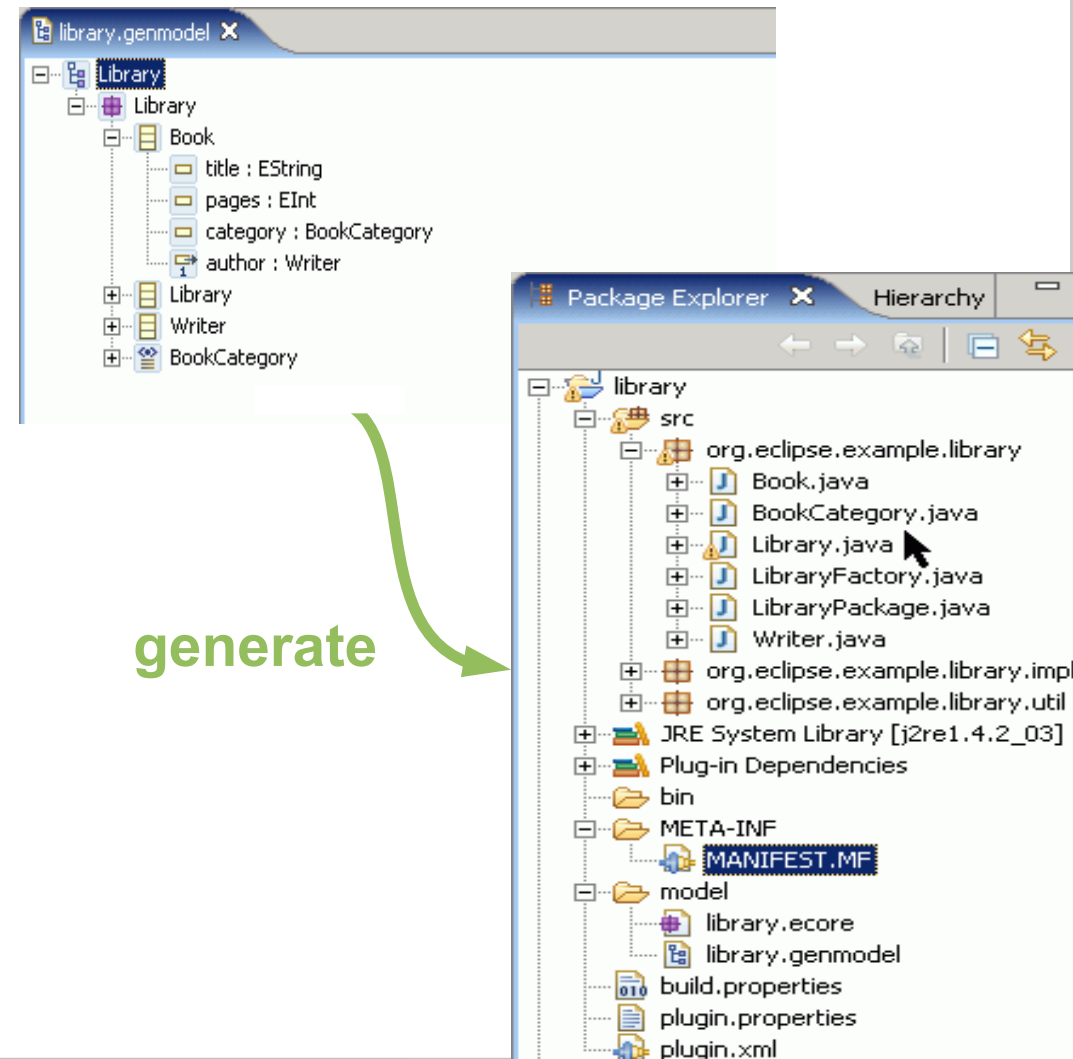 library.genmodel
Library
Library
Book
title : EString
pages : EInt
category : BookCategory
author : Writer
Library
Writer
BookCategory
generate
Package Explorer Hierarchy
library
src
org.eclipse.example.library
Book.java
BookCategory.java
Library.java
LibraryFactory.java
LibraryPackage.java
Writer.java
org.eclipse.example.library.impl
org.eclipse.example.library.util
JRE System Library [j2re1.4.2_03]
Plug-in Dependencies
bin
META-INF
MANIFEST.MF
model
library.ecore
library.genmodel
build.properties
plugin.properties
plugin.xml